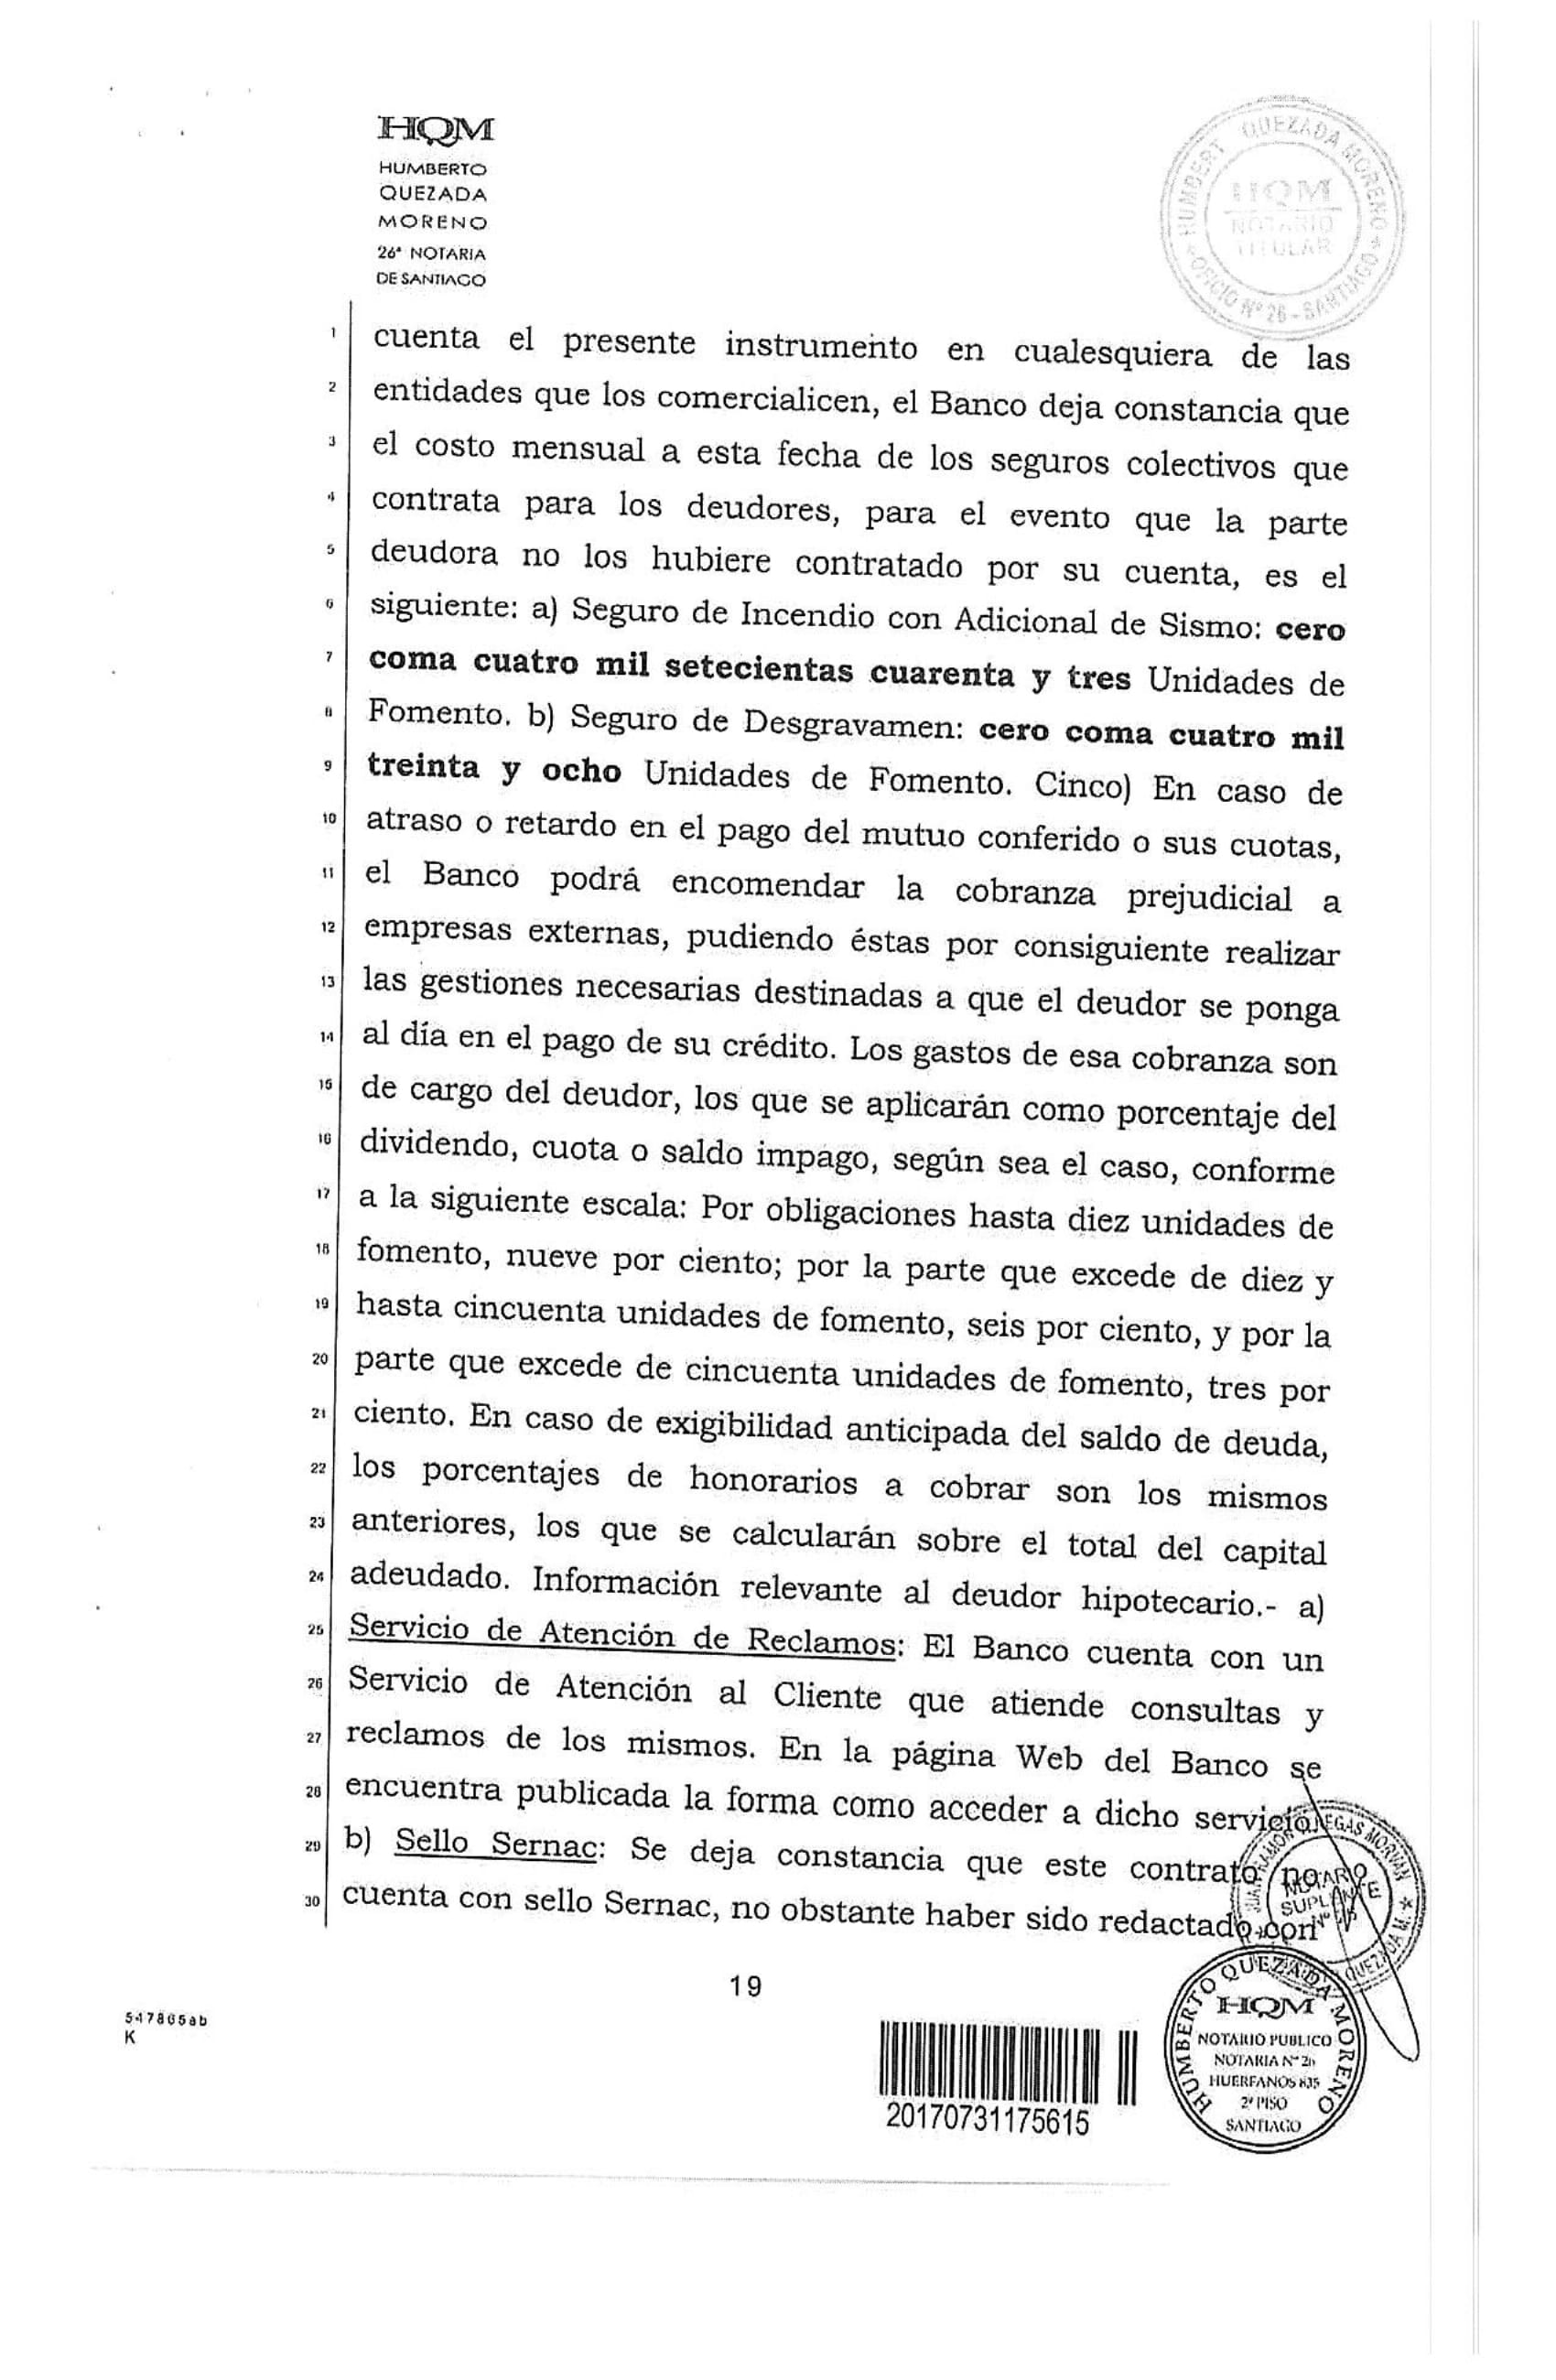 HQM
HUMBERTO
QUEZADA
MORENO
26ª NOTARIA
DE SANTIAGO
HUMBERT QUEZADA MORENO
HQM
NOTARIO
TITULAR
OFICIO Nº 26 - SANTIAGO
1 cuenta el presente instrumento en cualesquiera de las
2 entidades que los comercialicen, el Banco deja constancia que
3 el costo mensual a esta fecha de los seguros colectivos que
4 contrata para los deudores, para el evento que la parte
5 deudora no los hubiere contratado por su cuenta, es el
6 siguiente: a) Seguro de Incendio con Adicional de Sismo: cero
7 coma cuatro mil setecientas cuarenta y tres Unidades de
8 Fomento. b) Seguro de Desgravamen: cero coma cuatro mil
9 treinta y ocho Unidades de Fomento. Cinco) En caso de
10 atraso o retardo en el pago del mutuo conferido o sus cuotas,
11 el Banco podrá encomendar la cobranza prejudicial a
12 empresas externas, pudiendo éstas por consiguiente realizar
13 las gestiones necesarias destinadas a que el deudor se ponga
14 al día en el pago de su crédito. Los gastos de esa cobranza son
15 de cargo del deudor, los que se aplicarán como porcentaje del
16 dividendo, cuota o saldo impago, según sea el caso, conforme
17 a la siguiente escala: Por obligaciones hasta diez unidades de
18 fomento, nueve por ciento; por la parte que excede de diez y
19 hasta cincuenta unidades de fomento, seis por ciento, y por la
20 parte que excede de cincuenta unidades de fomento, tres por
21 ciento. En caso de exigibilidad anticipada del saldo de deuda,
22 los porcentajes de honorarios a cobrar son los mismos
23 anteriores, los que se calcularán sobre el total del capital
24 adeudado. Información relevante al deudor hipotecario.- a)
25 Servicio de Atención de Reclamos: El Banco cuenta con un
26 Servicio de Atención al Cliente que atiende consultas y
27 reclamos de los mismos. En la página Web del Banco se
28 encuentra publicada la forma como acceder a dicho servicio.
29 b) Sello Sernac: Se deja constancia que este contrato no
30 cuenta con sello Sernac, no obstante haber sido redactado con
NOTARIO
SUPLENTE
19
547865ab
K
20170731175615
HUMBERTO QUEZADA MORENO
HQM
NOTARIO PUBLICO
NOTARIA Nº 26
HUERFANOS 835
2º PISO
SANTIAGO